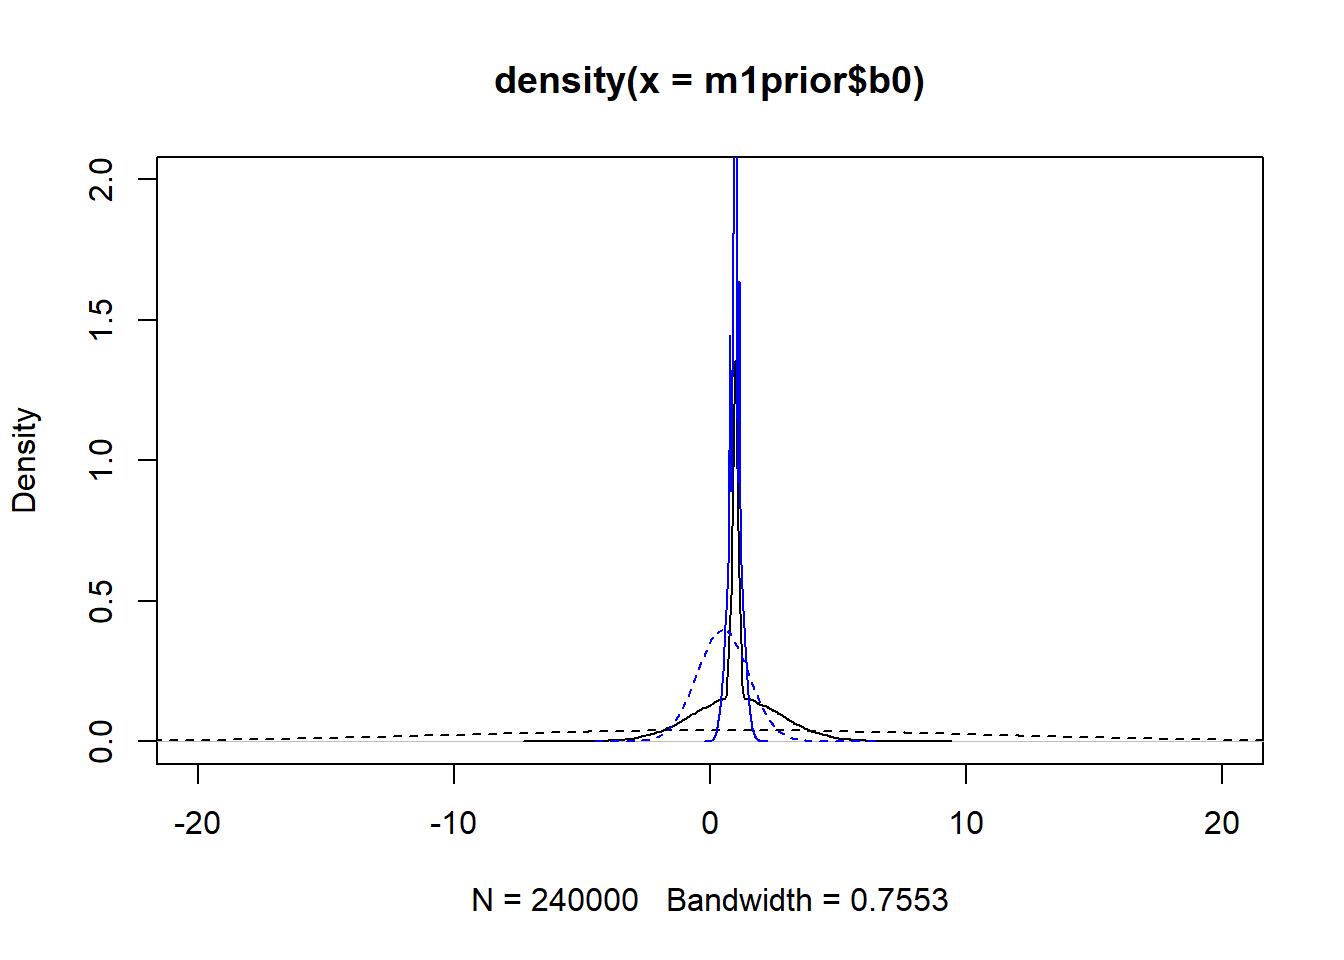 density(x = m1prior$b0)
Density
2.0
1.5
1.0
0.5
0.0
-20 -10 0 10 20
N = 240000 Bandwidth = 0.7553